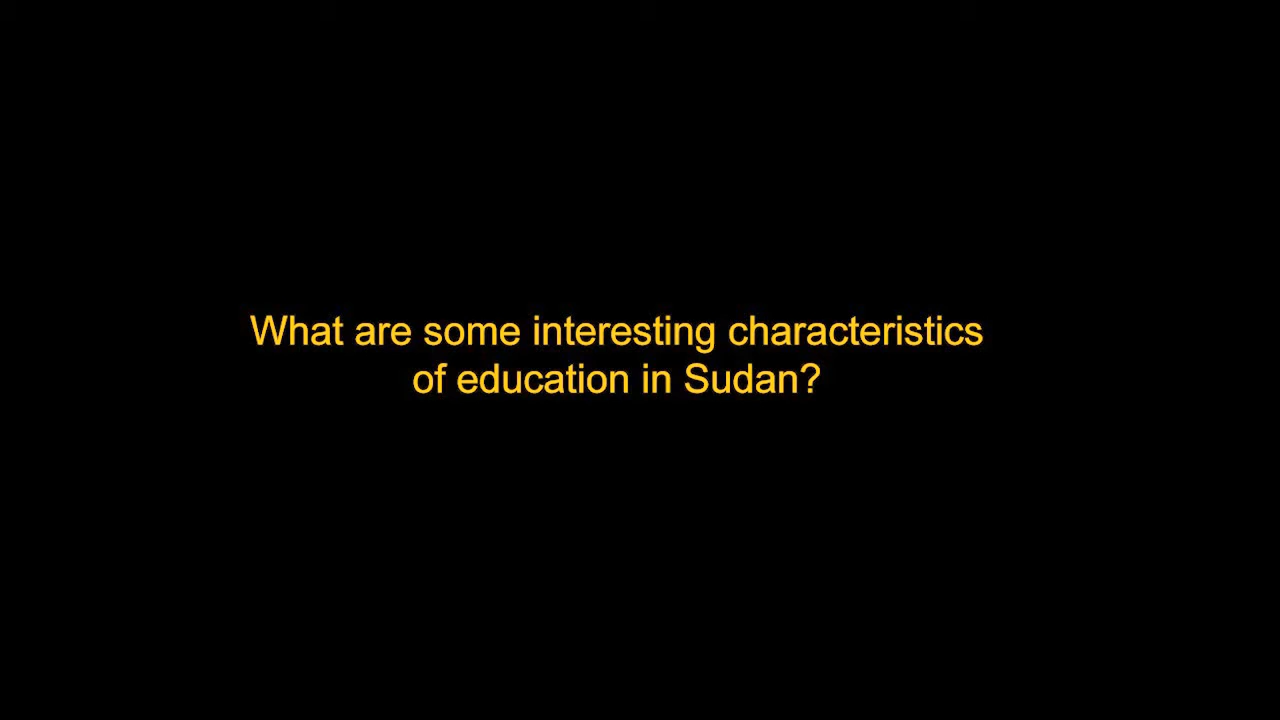 What are some interesting characteristics
of education in Sudan?